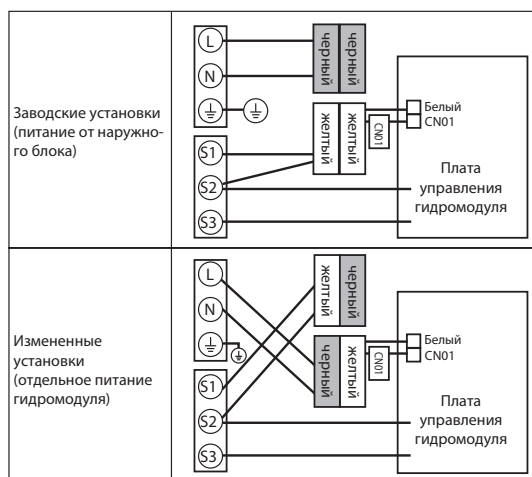 Заводские установки
(питание от наружно-
го блока)
L
N
S1
S2
S3
черный
черный
желтый
желтый
CN01
Белый
CN01
Плата
управления
гидромодуля
Измененные
установки
(отдельное питание
гидромодуля)
L
N
S1
S2
S3
желтый
черный
черный
желтый
CN01
Белый
CN01
Плата
управления
гидромодуля